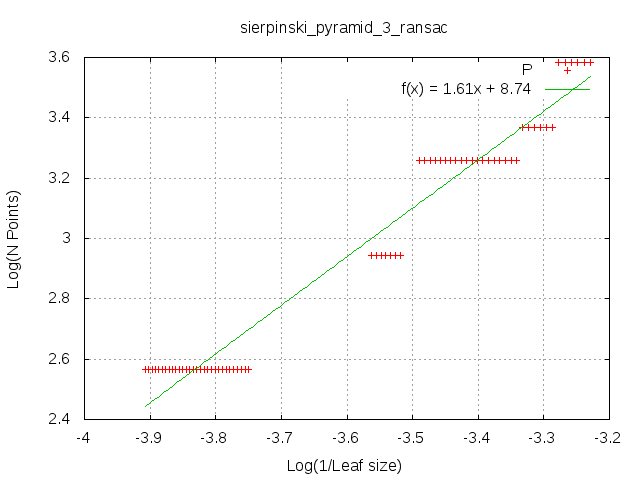 sierpinski_pyramid_3_ransac
3.6
3.4
3.2
3
2.8
2.6
2.4
Log(N Points)
P
f(x) = 1.61x + 8.74
-4 -3.9 -3.8 -3.7 -3.6 -3.5 -3.4 -3.3 -3.2
Log(1/Leaf size)